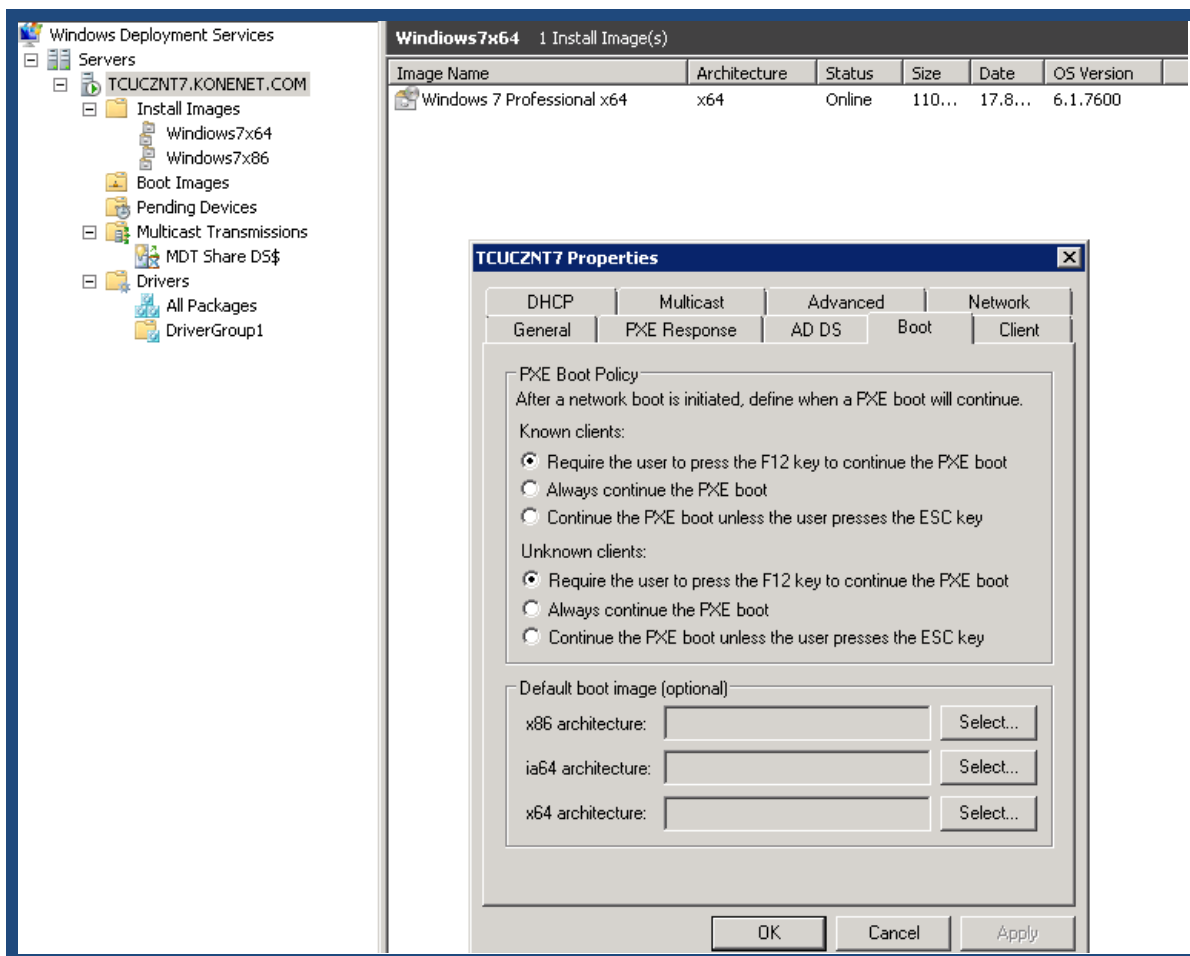 Windows Deployment Services
Servers
TCUCZNT7.KONENET.COM
Install Images
Windiows7x64
Windows7x86
Boot Images
Pending Devices
Multicast Transmissions
MDT Share DS$
Drivers
All Packages
DriverGroup1
Windiows7x64 1 Install Image(s)
Image Name Architecture Status Size Date OS Version
Windows 7 Professional x64 x64 Online 110... 17.8... 6.1.7600
TCUCZNT7 Properties
DHCP Multicast Advanced Network
General PXE Response AD DS Boot Client
PXE Boot Policy
After a network boot is initiated, define when a PXE boot will continue.
Known clients:
Require the user to press the F12 key to continue the PXE boot
Always continue the PXE boot
Continue the PXE boot unless the user presses the ESC key
Unknown clients:
Require the user to press the F12 key to continue the PXE boot
Always continue the PXE boot
Continue the PXE boot unless the user presses the ESC key
Default boot image (optional)
x86 architecture: Select...
ia64 architecture: Select...
x64 architecture: Select...
OK Cancel Apply